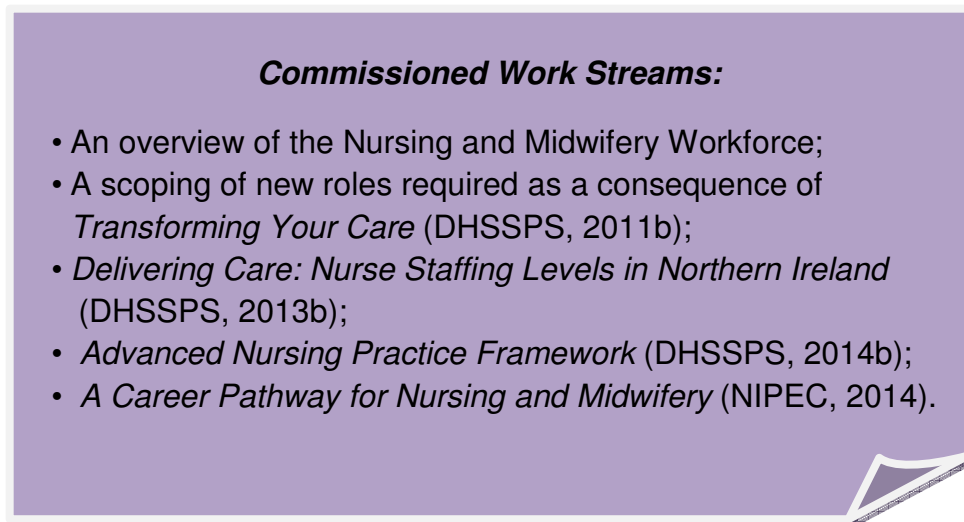 Commissioned Work Streams:
• An overview of the Nursing and Midwifery Workforce;
• A scoping of new roles required as a consequence of
Transforming Your Care (DHSSPS, 2011b);
• Delivering Care: Nurse Staffing Levels in Northern Ireland
(DHSSPS, 2013b);
• Advanced Nursing Practice Framework (DHSSPS, 2014b);
• A Career Pathway for Nursing and Midwifery (NIPEC, 2014).